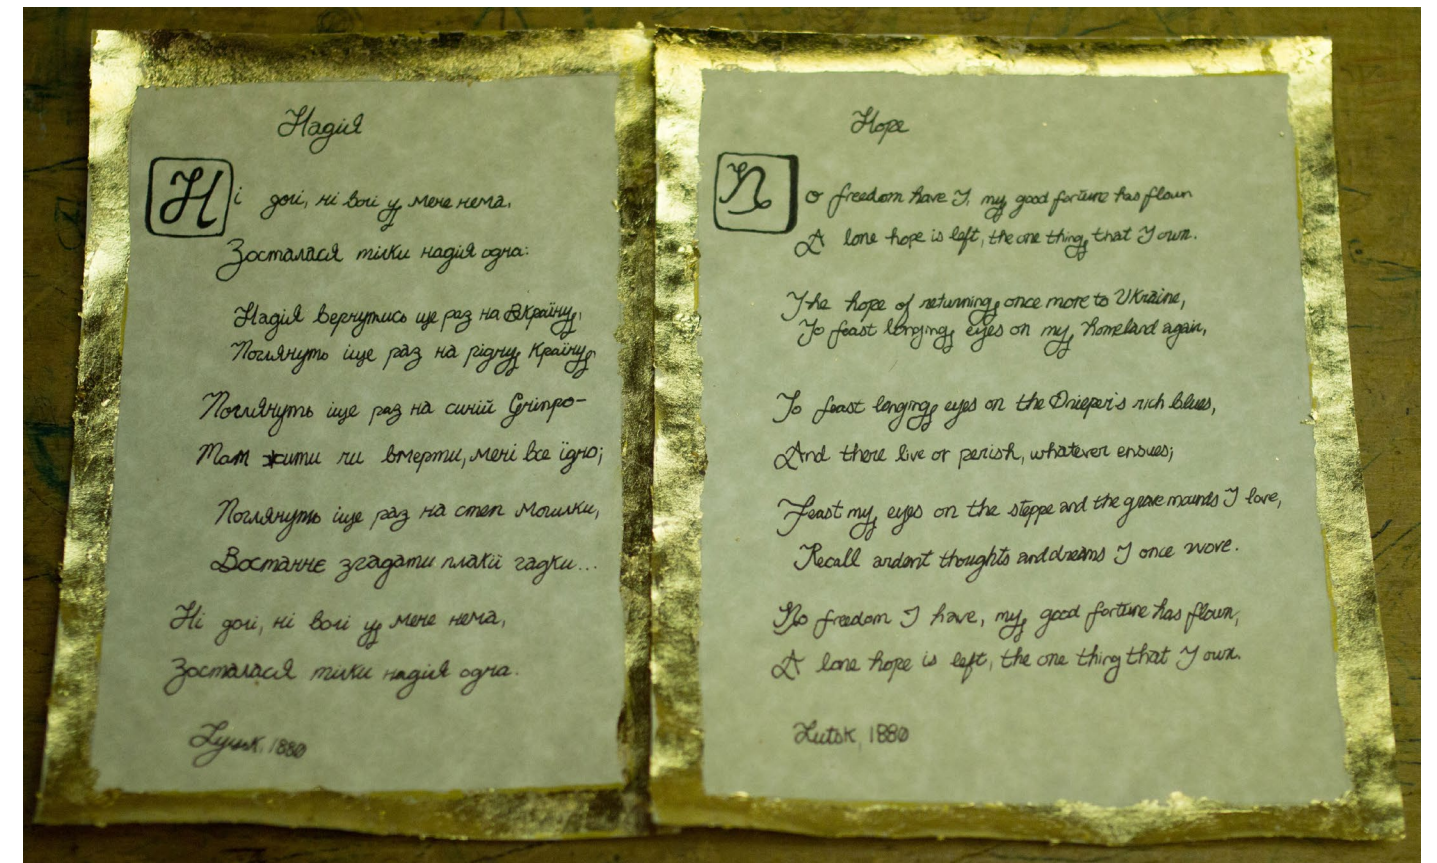 Надія
Ні долі, ні волі у мене нема,
Зосталася тілки надія одна:
Надія вернутись ще раз на Вкраїну,
Поглянуть іще раз на рідну країну,
Поглянуть іще раз на синій Дніпро—
Там жити чи вмерти, мені все їдно;
Поглянуть іще раз на степ могилки,
Востаннє згадати плакії гадки...
Ні долі, ні волі у мене нема,
Зосталася тілки надія одна.
Луцьк, 1880
Hope
No freedom have I, my good fortune has flown
A lone hope is left, the one thing, that I own.
The hope of returning, once more to Ukraine,
To feast longing eyes on my homeland again,
To feast longing eyes on the Dnieper's rich blues,
And there live or perish, whatever ensues;
Feast my eyes on the steppe and the grave mounds I love,
Recall ardent thoughts and dreams I once wove.
No freedom I have, my good fortune has flown,
A lone hope is left, the one thing that I own.
Lutsk, 1880